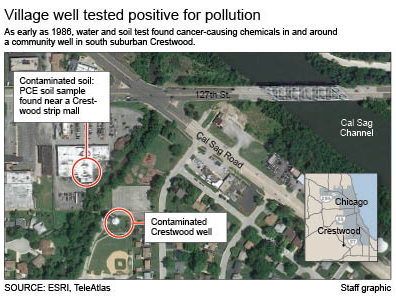 Village well tested positive for pollution
As early as 1986, water and soil test found cancer-causing chemicals in and around
a community well in south suburban Crestwood.
Contaminated soil:
PCE soil sample
found near a Crest-
wood strip mall
127th St.
Cal Sag
Channel
Cal Sag Road
Contaminated
Crestwood well
Chicago
Crestwood
SOURCE: ESRI, TeleAtlas
Staff graphic